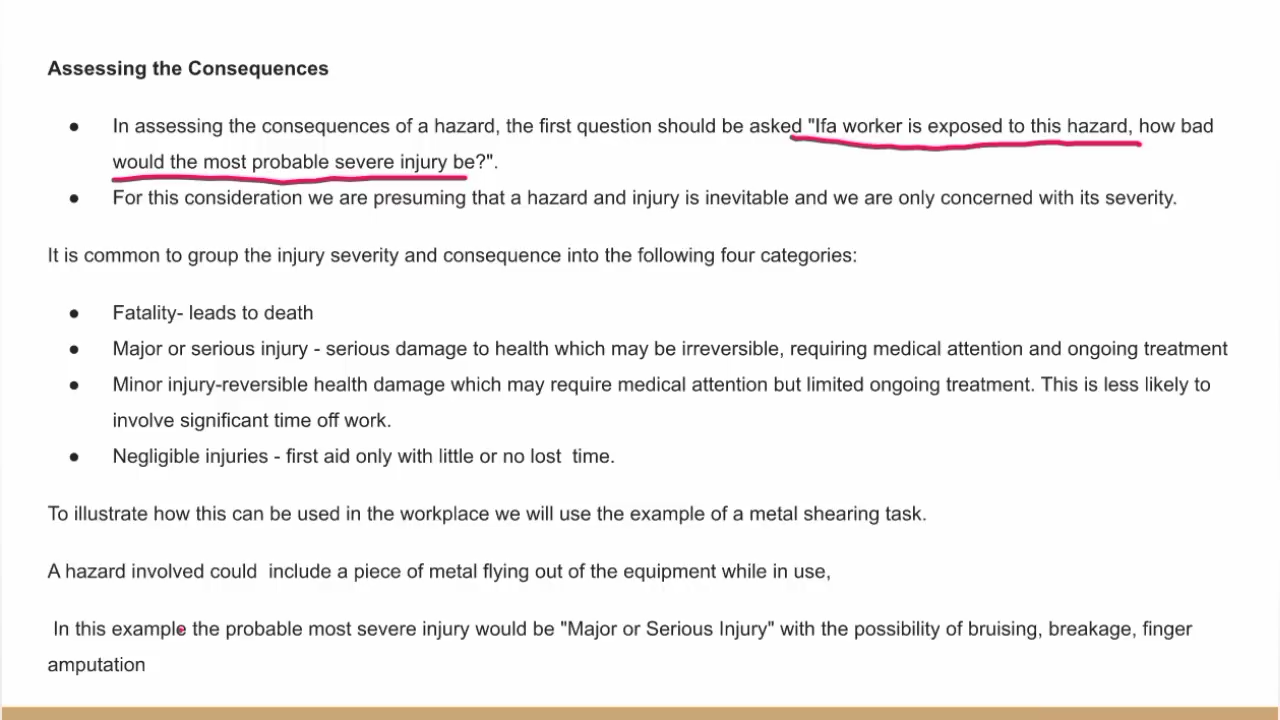 Assessing the Consequences
● In assessing the consequences of a hazard, the first question should be asked "Ifa worker is exposed to this hazard, how bad
would the most probable severe injury be?".
● For this consideration we are presuming that a hazard and injury is inevitable and we are only concerned with its severity.
It is common to group the injury severity and consequence into the following four categories:
● Fatality- leads to death
● Major or serious injury - serious damage to health which may be irreversible, requiring medical attention and ongoing treatment
● Minor injury-reversible health damage which may require medical attention but limited ongoing treatment. This is less likely to
involve significant time off work.
● Negligible injuries - first aid only with little or no lost  time.
To illustrate how this can be used in the workplace we will use the example of a metal shearing task.
A hazard involved could  include a piece of metal flying out of the equipment while in use,
In this example the probable most severe injury would be "Major or Serious Injury" with the possibility of bruising, breakage, finger
amputation